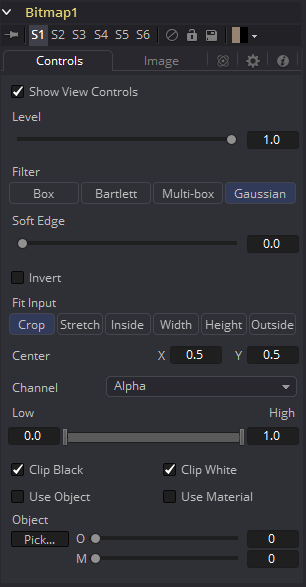 Bitmap1
S1 S2 S3 S4 S5 S6
Controls Image
Show View Controls
Level
1.0
Filter
Box Bartlett Multi-box Gaussian
Soft Edge
0.0
Invert
Fit Input
Crop Stretch Inside Width Height Outside
Center X 0.5 Y 0.5
Channel Alpha
Low High
0.0 1.0
Clip Black Clip White
Use Object Use Material
Object
Pick... O 0
M 0